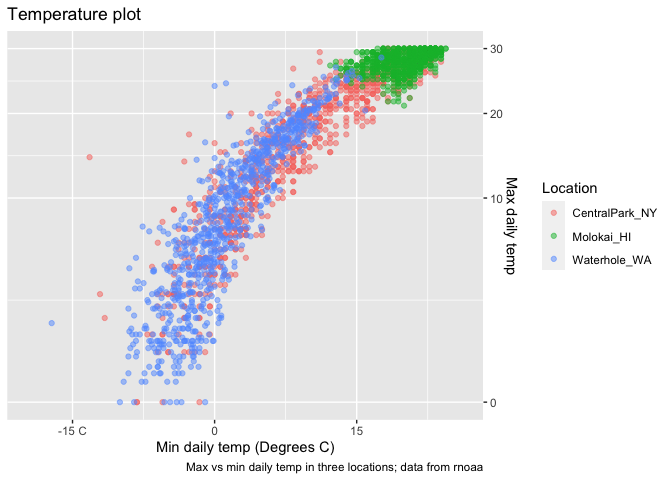 Temperature plot
30
20
10
0
Max daily temp
-15 C
0
15
Min daily temp (Degrees C)
Max vs min daily temp in three locations; data from rnoaa
Location
CentralPark_NY
Molokai_HI
Waterhole_WA